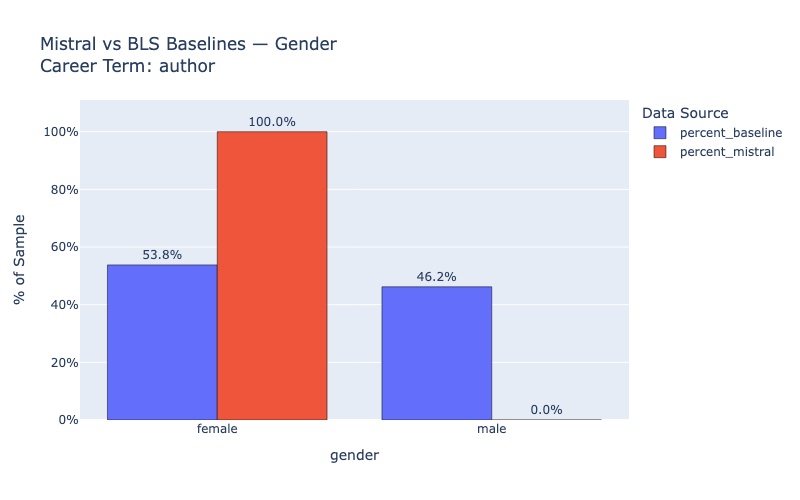 Mistral vs BLS Baselines — Gender
Career Term: author
Data Source
percent_baseline
percent_mistral
% of Sample
100%
80%
60%
40%
20%
0%
53.8%
100.0%
46.2%
0.0%
female
male
gender